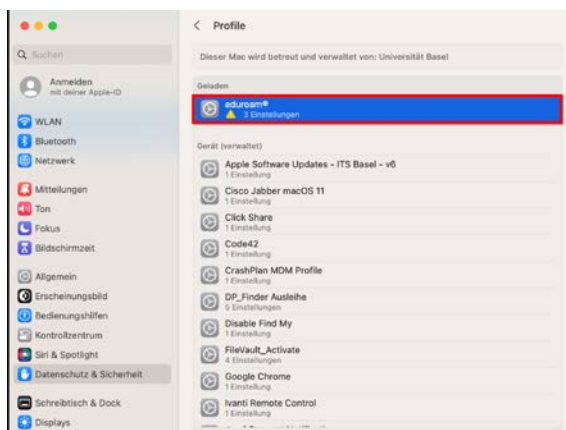 Profile
Suchen
Anmelden
mit deiner Apple-ID
WLAN
Bluetooth
Netzwerk
Mitteilungen
Ton
Fokus
Bildschirmzeit
Allgemein
Erscheinungsbild
Bedienungshilfen
Kontrollzentrum
Siri & Spotlight
Datenschutz & Sicherheit
Schreibtisch & Dock
Displays
Dieser Mac wird betreut und verwaltet von: Universität Basel
Geladen
eduroam®
3 Einstellungen
Gerät (verwaltet)
Apple Software Updates - ITS Basel - v6
1 Einstellung
Cisco Jabber macOS 11
1 Einstellung
Click Share
1 Einstellung
Code42
1 Einstellung
CrashPlan MDM Profile
1 Einstellung
DP_Finder Ausleihe
5 Einstellungen
Disable Find My
1 Einstellung
FileVault_Activate
4 Einstellungen
Google Chrome
1 Einstellung
Ivanti Remote Control
1 Einstellung